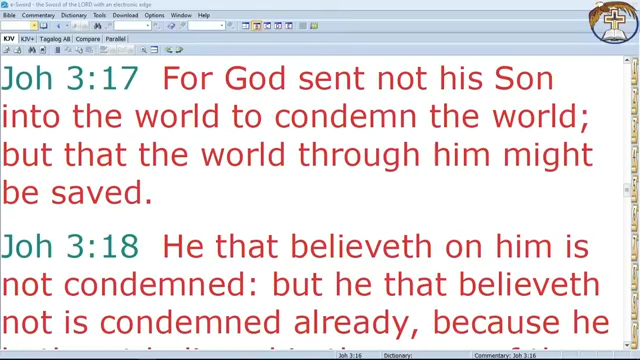 e-Sword - the Sword of the LORD with an electronic edge
Bible Commentary Dictionary Tools Download Options Window Help
KJV KJV+ Tagalog AB Compare Parallel
Joh 3:17 For God sent not his Son
into the world to condemn the world;
but that the world through him might
be saved.
Joh 3:18 He that believeth on him is
not condemned: but he that believeth
not is condemned already, because he
Joh 3:16 Dictionary: Commentary: Joh 3:16